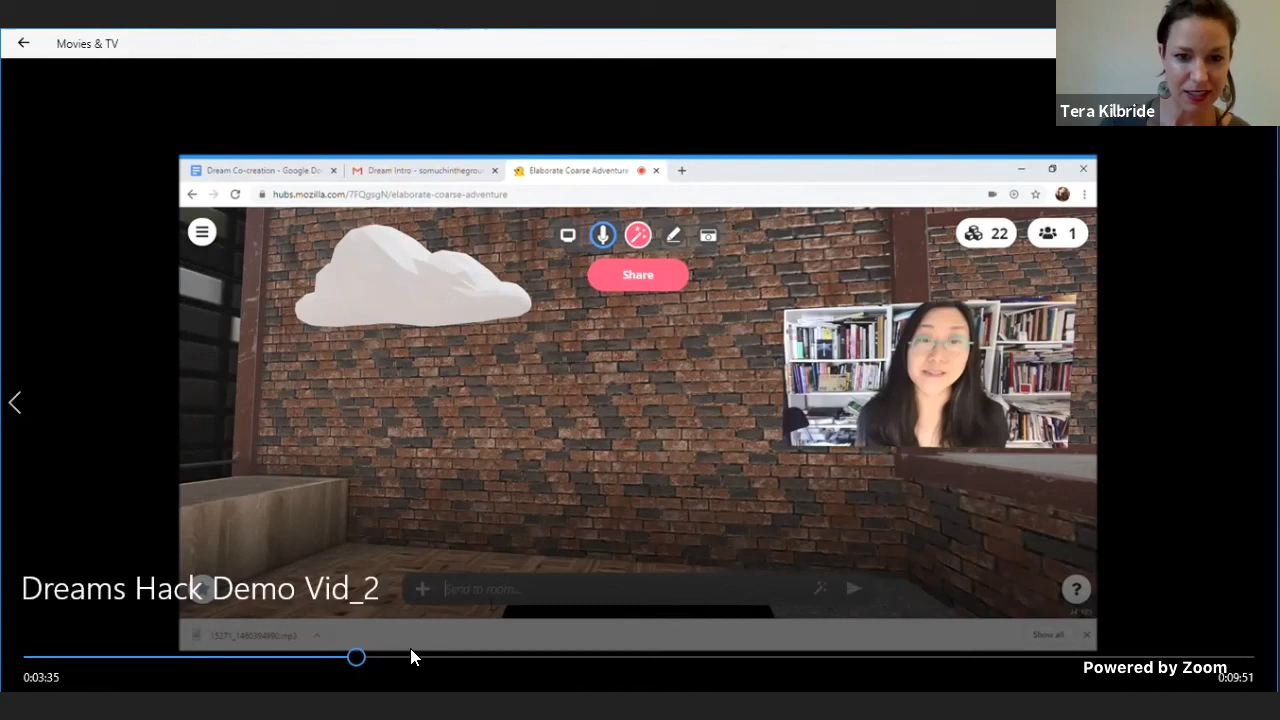 Movies & TV
Tera Kilbride
Dream Co-creation - Google Do
Dream Intro - somuchinthegrou
Elaborate Coarse Adventure
hubs.mozilla.com/7FQgsgN/elaborate-coarse-adventure
22
1
Share
Dreams Hack Demo Vid_2
Send to room...
?
15271_1460394890.mp3
Show all
0:03:35
Powered by Zoom
0:09:51